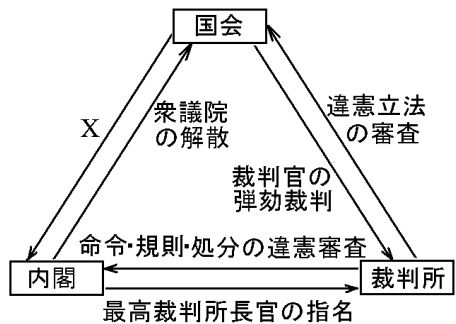 国会
X
衆議院
の解散
違憲立法
の審査
裁判官の
弾劾裁判
命令・規則・処分の違憲審査
内閣
裁判所
最高裁判所長官の指名